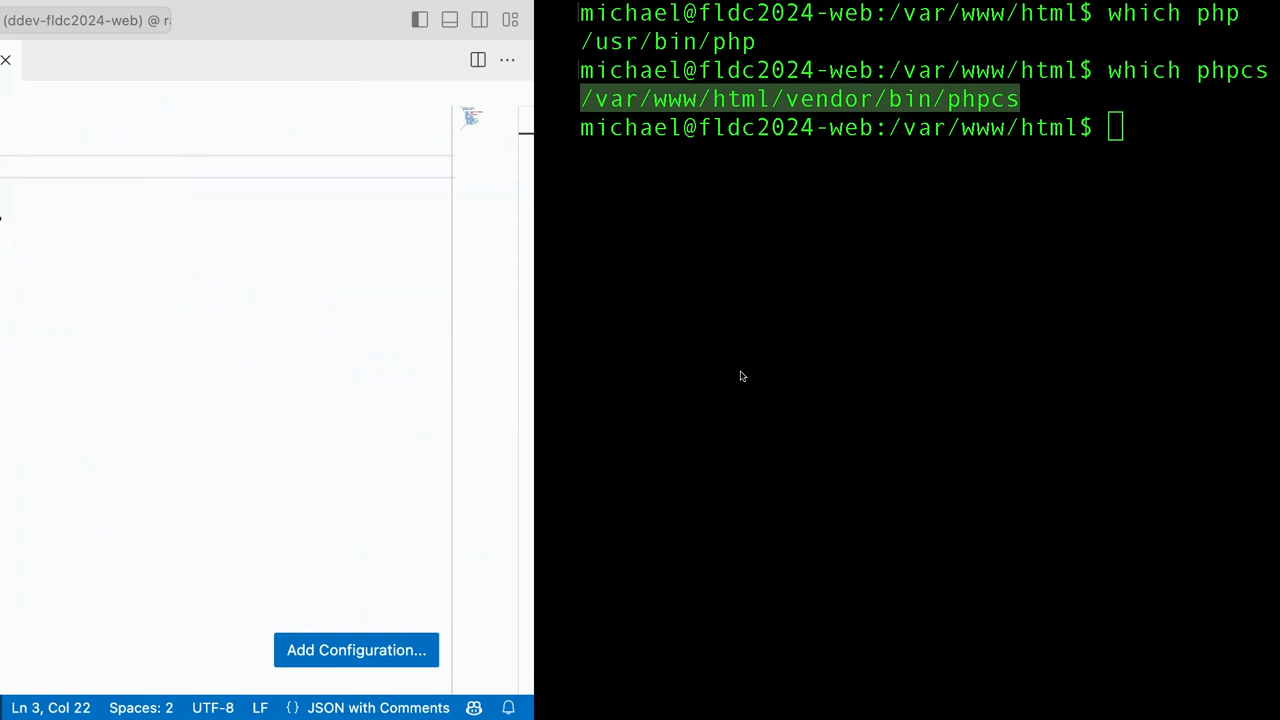 (ddev-fldc2024-web) @
Add Configuration...
Ln 3, Col 22 Spaces: 2 UTF-8 LF {} JSON with Comments
michael@fldc2024-web:/var/www/html$ which php
/usr/bin/php
michael@fldc2024-web:/var/www/html$ which phpcs
/var/www/html/vendor/bin/phpcs
michael@fldc2024-web:/var/www/html$